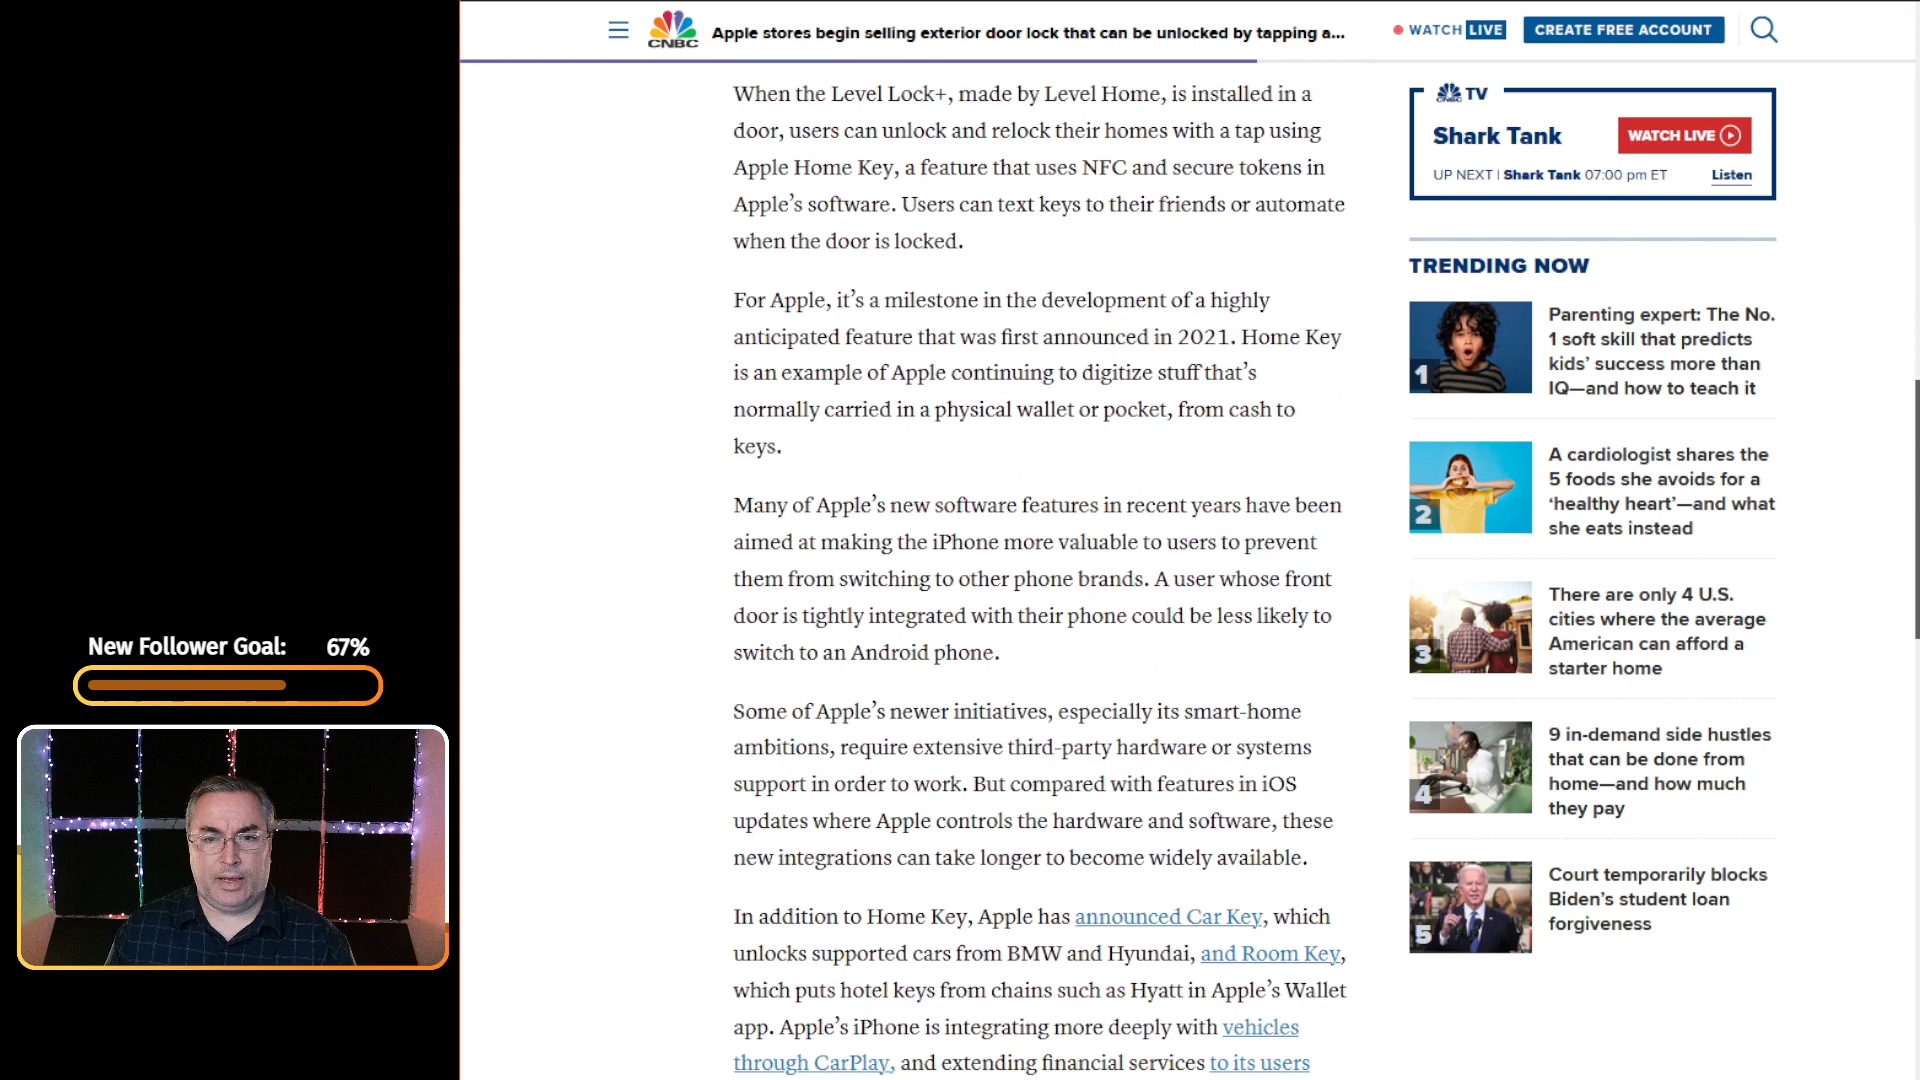 CNBC
Apple stores begin selling exterior door lock that can be unlocked by tapping a...
WATCH LIVE
CREATE FREE ACCOUNT
When the Level Lock+, made by Level Home, is installed in a
door, users can unlock and relock their homes with a tap using
Apple Home Key, a feature that uses NFC and secure tokens in
Apple’s software. Users can text keys to their friends or automate
when the door is locked.
For Apple, it’s a milestone in the development of a highly
anticipated feature that was first announced in 2021. Home Key
is an example of Apple continuing to digitize stuff that’s
normally carried in a physical wallet or pocket, from cash to
keys.
Many of Apple’s new software features in recent years have been
aimed at making the iPhone more valuable to users to prevent
them from switching to other phone brands. A user whose front
door is tightly integrated with their phone could be less likely to
switch to an Android phone.
Some of Apple’s newer initiatives, especially its smart-home
ambitions, require extensive third-party hardware or systems
support in order to work. But compared with features in iOS
updates where Apple controls the hardware and software, these
new integrations can take longer to become widely available.
In addition to Home Key, Apple has announced Car Key, which
unlocks supported cars from BMW and Hyundai, and Room Key,
which puts hotel keys from chains such as Hyatt in Apple’s Wallet
app. Apple’s iPhone is integrating more deeply with vehicles
through CarPlay, and extending financial services to its users
CNBC TV
Shark Tank
WATCH LIVE
UP NEXT | Shark Tank 07:00 pm ET
Listen
TRENDING NOW
1
Parenting expert: The No.
1 soft skill that predicts
kids’ success more than
IQ—and how to teach it
2
A cardiologist shares the
5 foods she avoids for a
‘healthy heart’—and what
she eats instead
3
There are only 4 U.S.
cities where the average
American can afford a
starter home
4
9 in-demand side hustles
that can be done from
home—and how much
they pay
5
Court temporarily blocks
Biden’s student loan
forgiveness
New Follower Goal: 67%